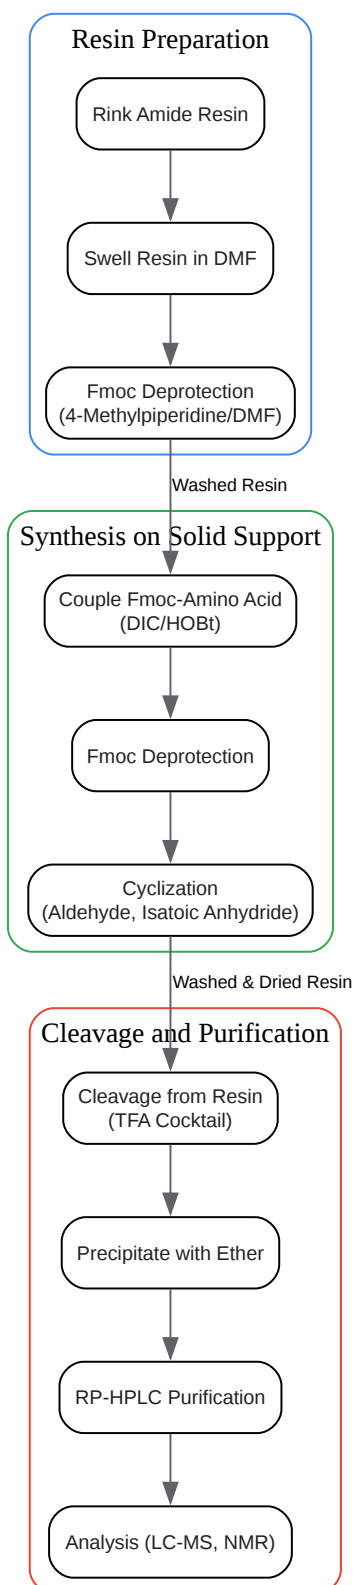 Resin Preparation
Rink Amide Resin
Swell Resin in DMF
Fmoc Deprotection
(4-Methylpiperidine/DMF)
Washed Resin
Synthesis on Solid Support
Couple Fmoc-Amino Acid
(DIC/HOBt)
Fmoc Deprotection
Cyclization
(Aldehyde, Isatoic Anhydride)
Washed & Dried Resin
Cleavage and Purification
Cleavage from Resin
(TFA Cocktail)
Precipitate with Ether
RP-HPLC Purification
Analysis (LC-MS, NMR)